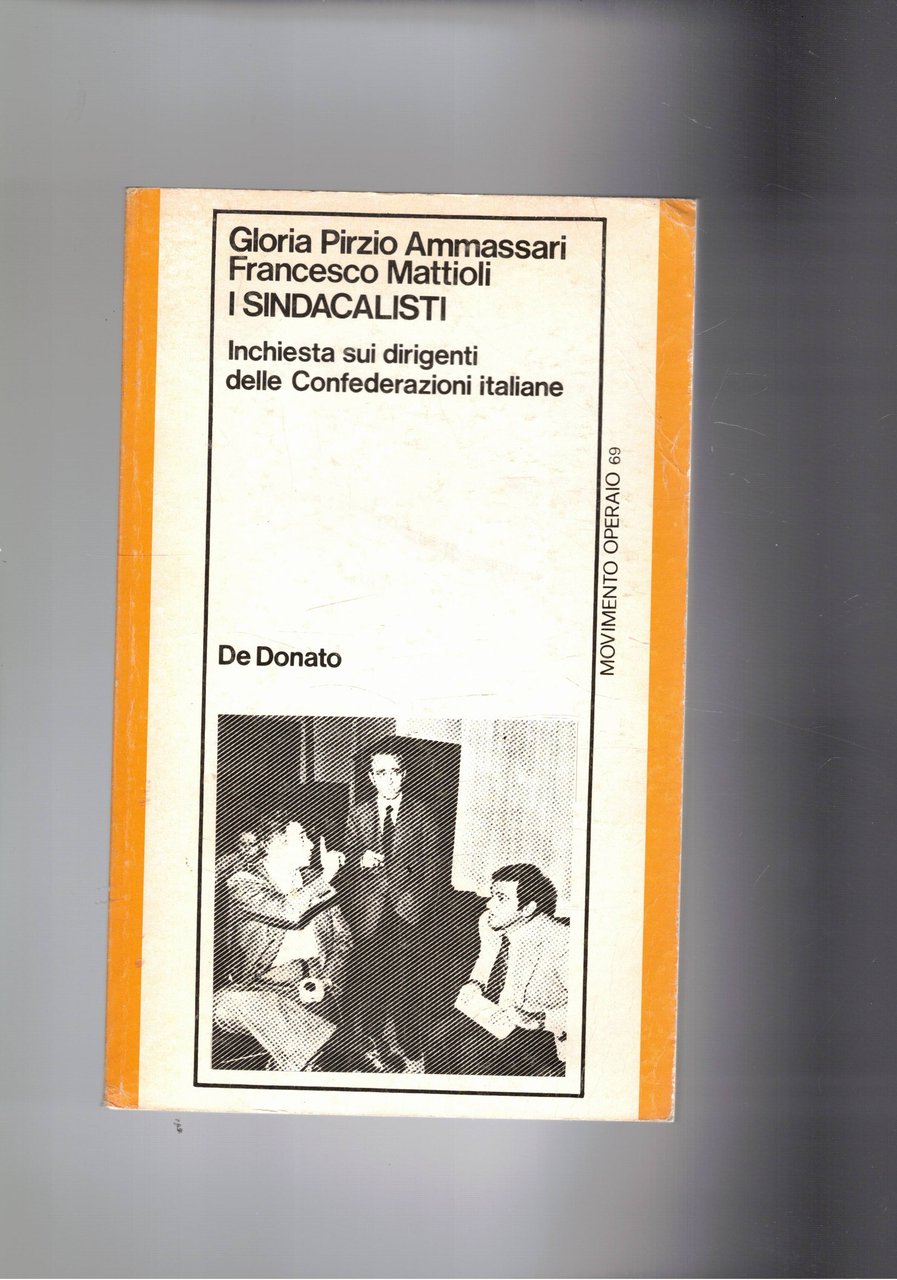 Gloria Pirzio Ammassari
Francesco Mattioli
I SINDACALISTI
Inchiesta sui dirigenti
delle Confederazioni italiane
MOVIMENTO OPERAIO 69
De Donato